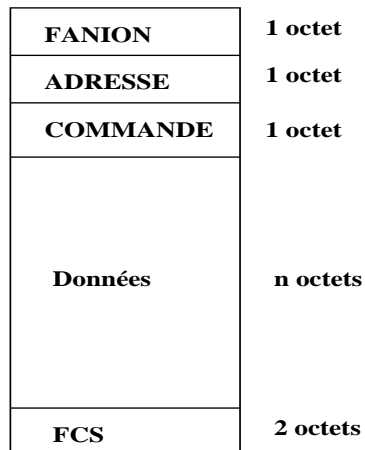 FANION 1 octet
ADRESSE 1 octet
COMMANDE 1 octet
Données n octets
FCS 2 octets